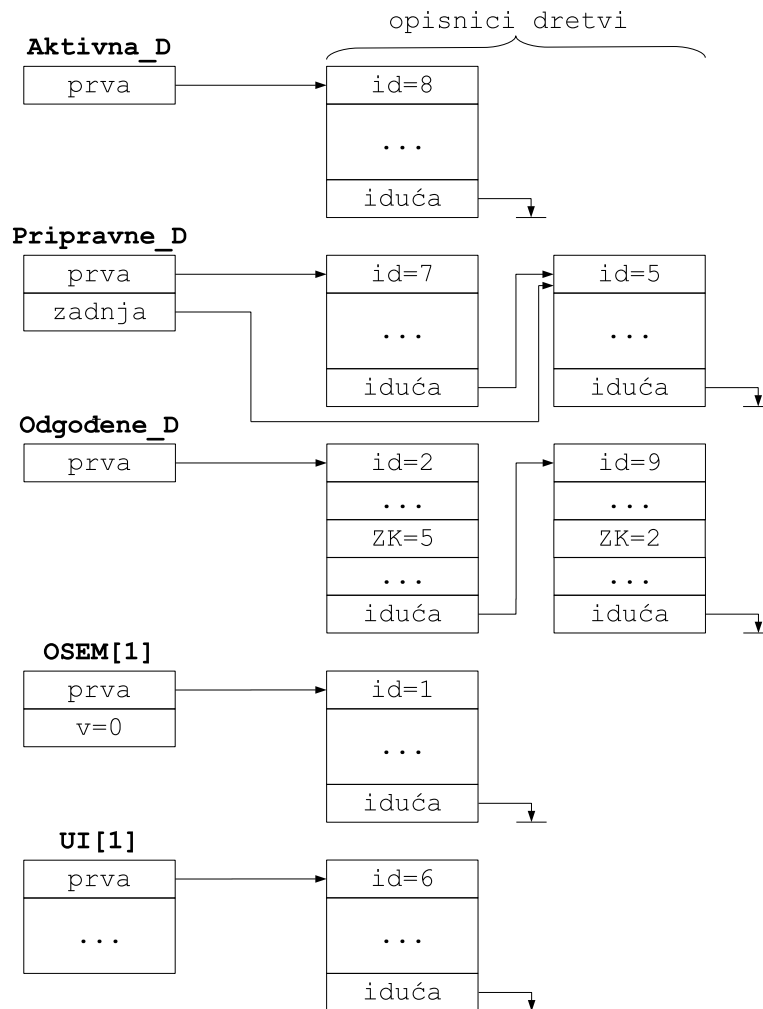 opisnici dretvi
Aktivna_D
prva
id=8
...
iduća
Pripravne_D
prva
id=7
id=5
zadnja
...
...
iduća
iduća
Odgođene_D
prva
id=2
id=9
...
...
ZK=5
ZK=2
...
...
iduća
iduća
OSEM[1]
prva
id=1
v=0
...
iduća
UI[1]
prva
id=6
...
...
iduća